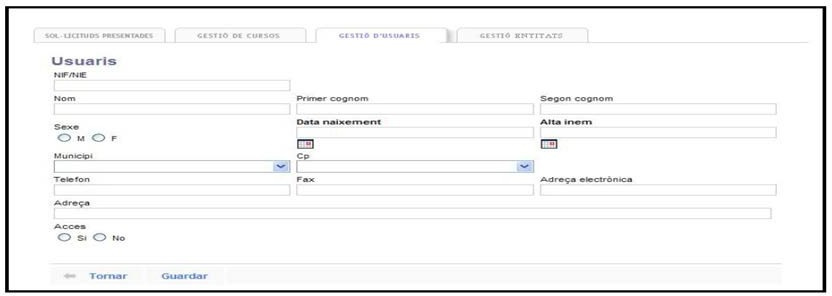 SOL·LICITUDS PRESENTADES GESTIÓ DE CURSOS GESTIÓ D'USUARIS GESTIÓ ENTITATS
Usuaris
NIF/NIE
Nom Primer cognom Segon cognom
Sexe Data naixement Alta inem
M F
Municipi Cp
Telefon Fax Adreça electrònica
Adreça
Acces
Si No
Tornar Guardar